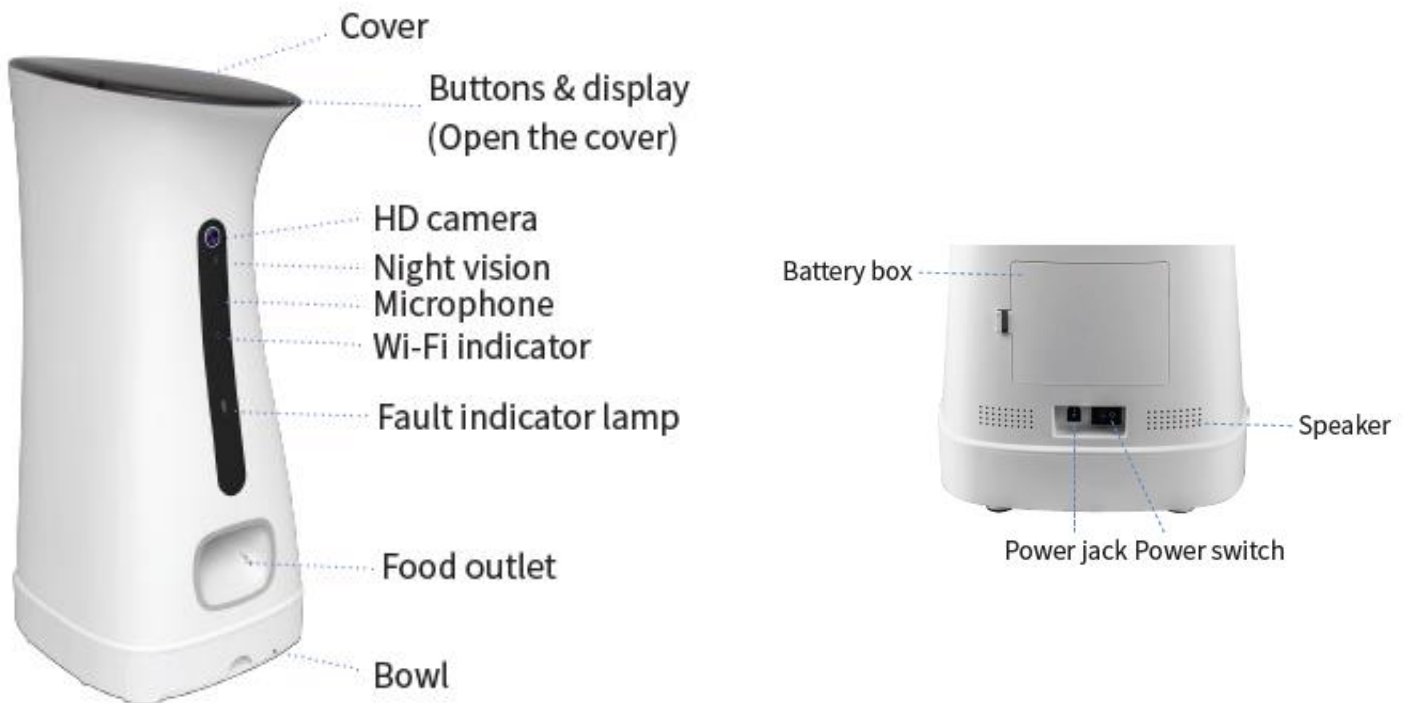 Cover
Buttons & display
(Open the cover)
HD camera
Night vision
Microphone
Wi-Fi indicator
Fault indicator lamp
Food outlet
Bowl
Battery box
Speaker
Power jack Power switch